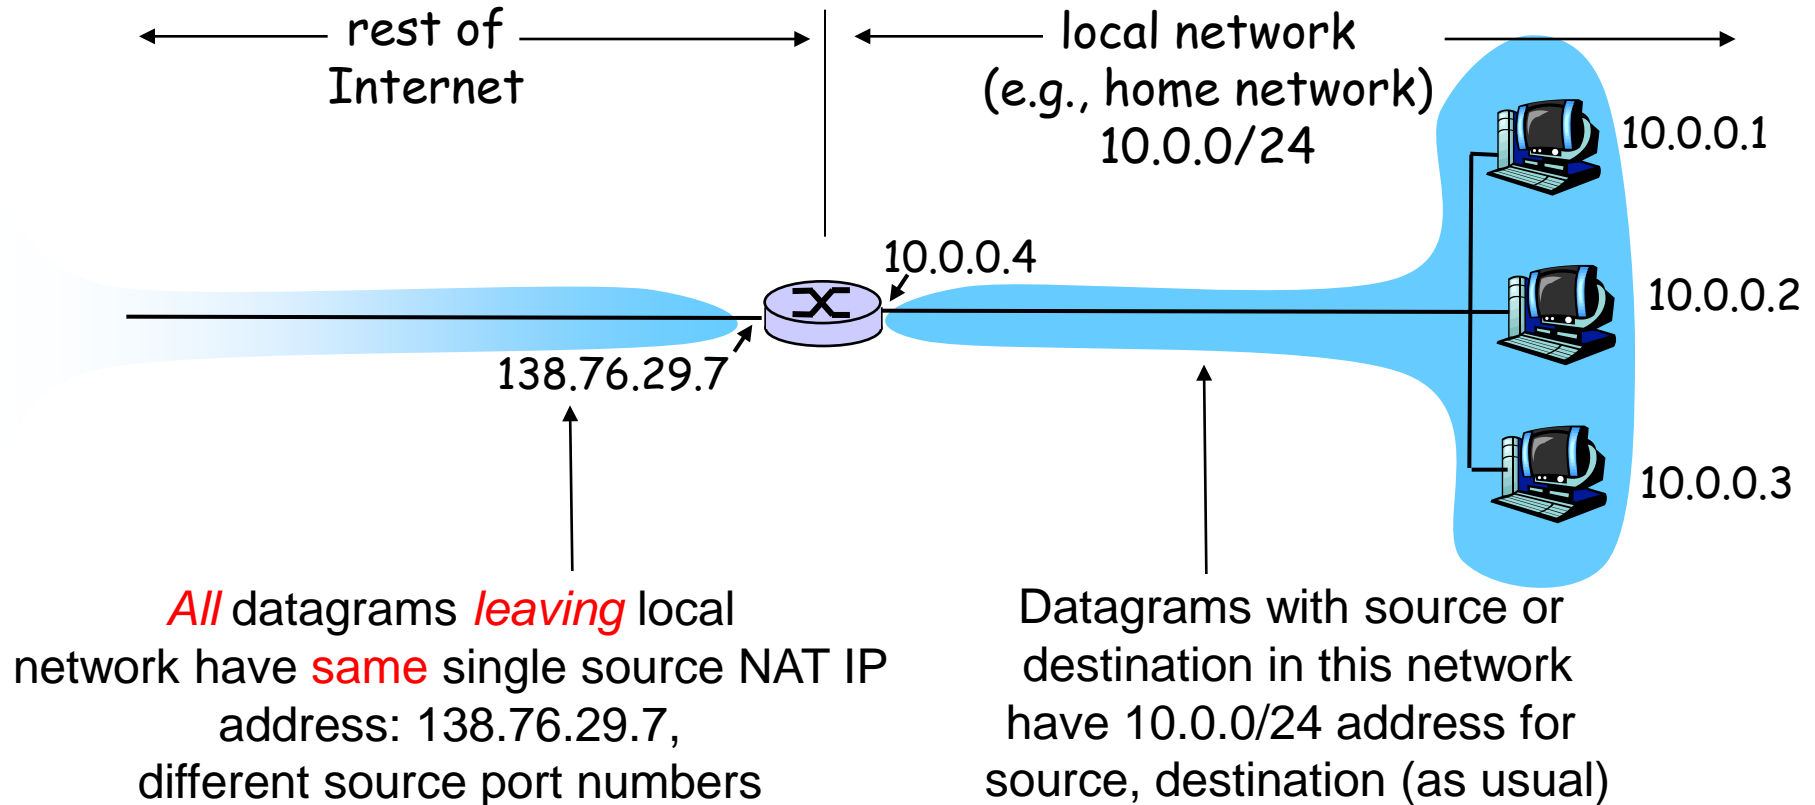 rest of
Internet
local network
(e.g., home network)
10.0.0/24
10.0.0.1
10.0.0.4
10.0.0.2
138.76.29.7
10.0.0.3
All datagrams leaving local
network have same single source NAT IP
address: 138.76.29.7,
different source port numbers
Datagrams with source or
destination in this network
have 10.0.0/24 address for
source, destination (as usual)